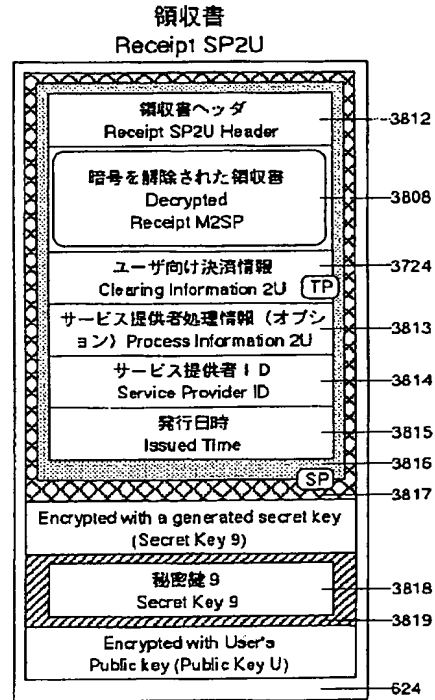 領収書
Receipt SP2U
領収書ヘッダ
Receipt SP2U Header
3812
暗号を解除された領収書
Decrypted
Receipt M2SP
3808
ユーザ向け決済情報
Clearing Information 2U
TP
3724
サービス提供者処理情報（オプシ
ョン）Process Information 2U
3813
サービス提供者ID
Service Provider ID
3814
発行日時
Issued Time
3815
3816
SP
3817
Encrypted with a generated secret key
(Secret Key 9)
秘密鍵9
Secret Key 9
3818
3819
Encrypted with User's
Public key (Public Key U)
624